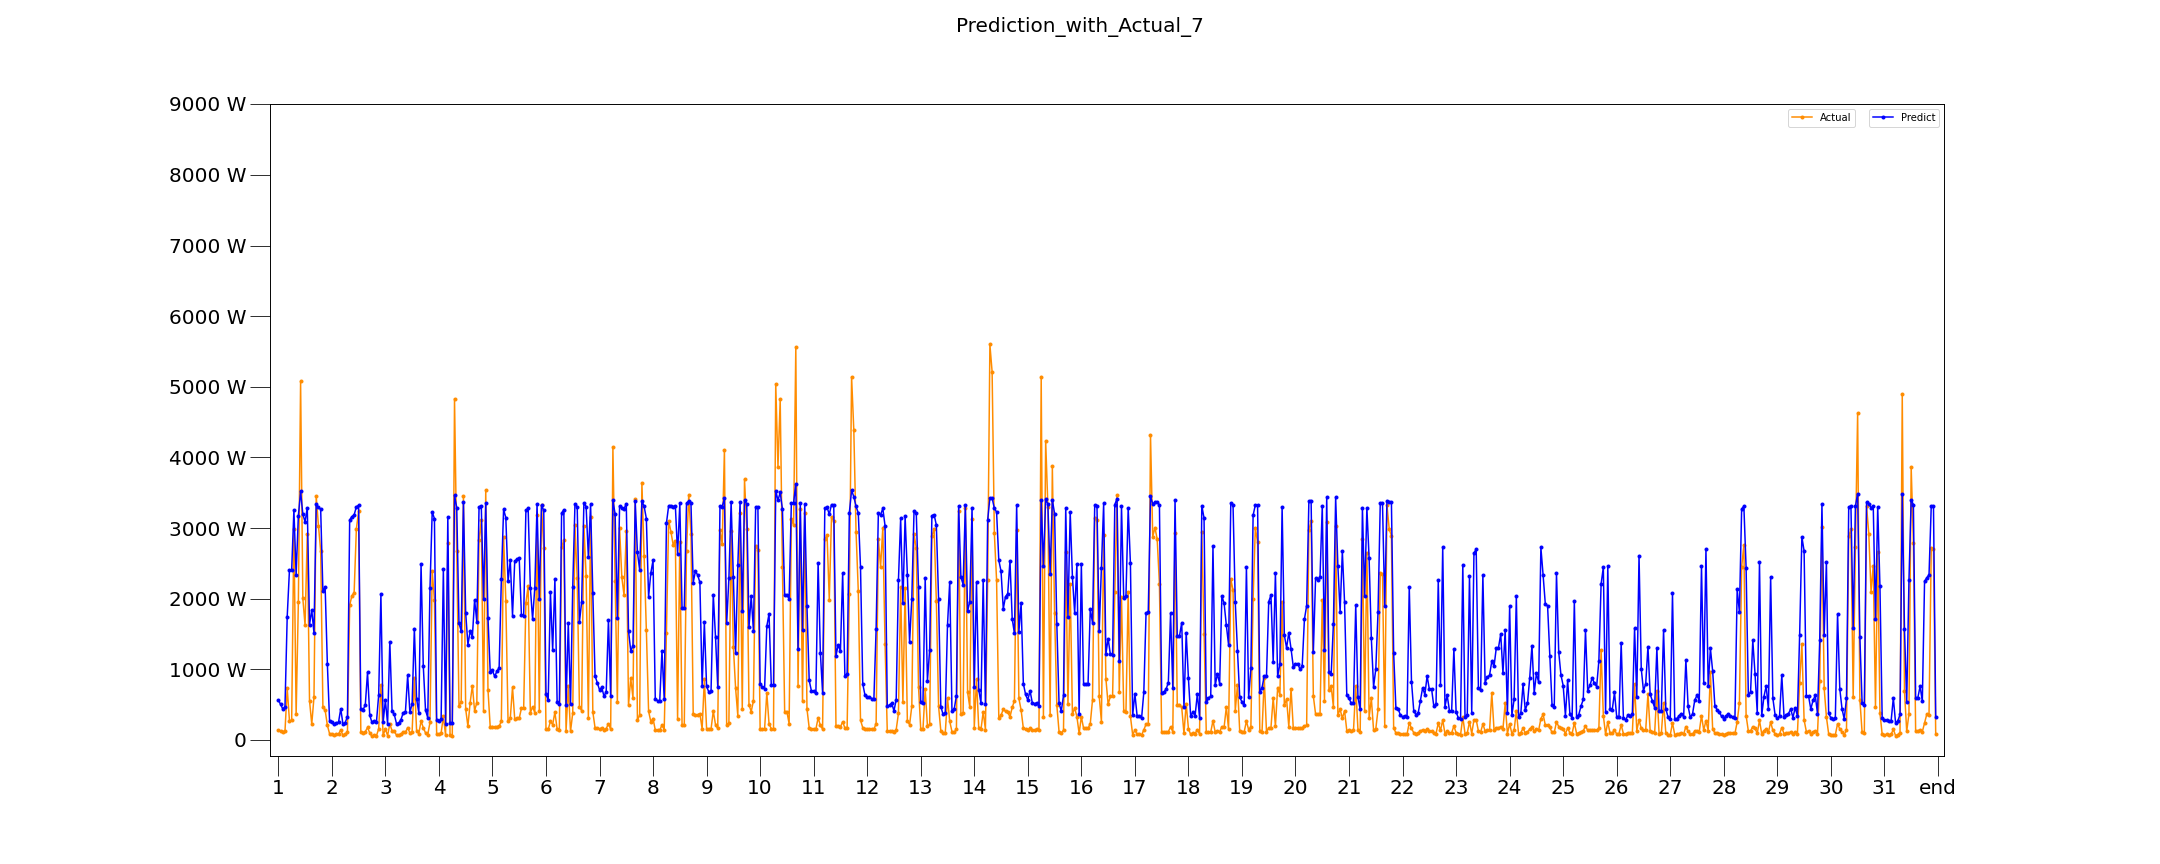 Prediction_with_Actual_7
9000 W
8000 W
7000 W
6000 W
5000 W
4000 W
3000 W
2000 W
1000 W
0
Actual Predict
1 2 3 4 5 6 7 8 9 10 11 12 13 14 15 16 17 18 19 20 21 22 23 24 25 26 27 28 29 30 31 end